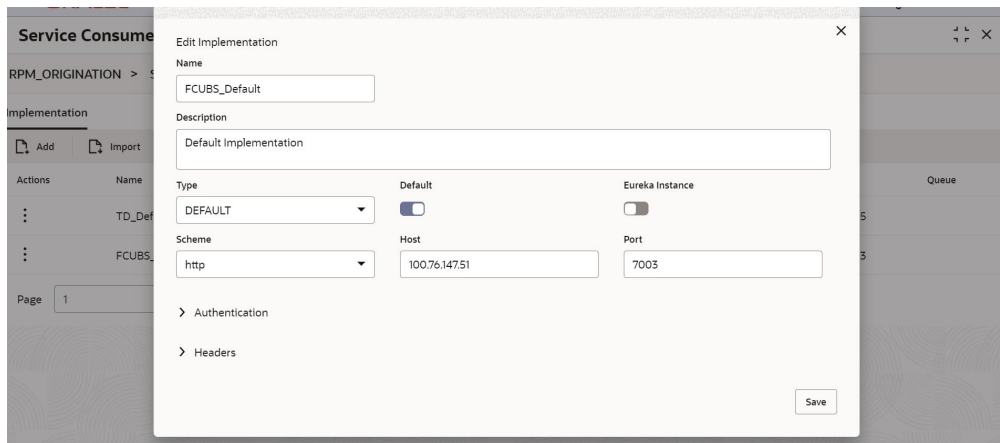 Service Consume
RPM_ORIGINATION > S
Implementation
Add Import
Actions Name Queue
TD_Def 5
FCUBS_ 3
Page 1
Edit Implementation
Name
FCUBS_Default
Description
Default Implementation
Type Default Eureka Instance
DEFAULT
Scheme Host Port
http 100.76.147.51 7003
Authentication
Headers
Save